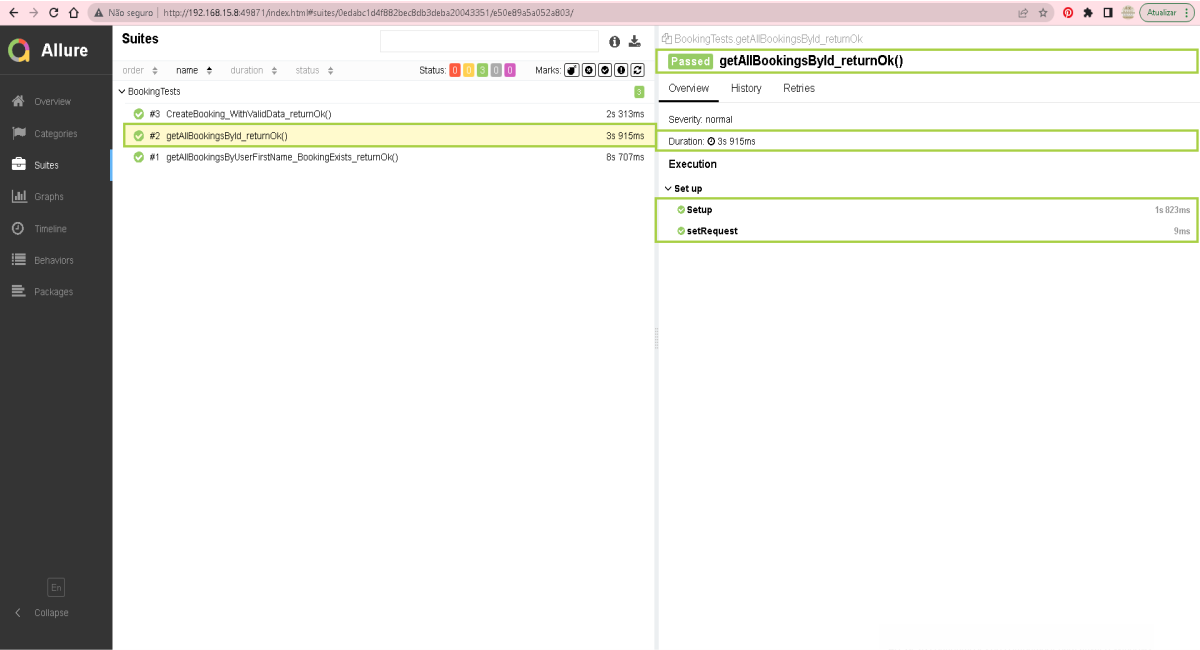 Não seguro | http://192.168.15.8:49871/index.html#suites/0edabc1d4f882bec8db3deba20043351/e50e89a5a052a803/
Atualizar
Allure
Overview
Categories
Suites
Graphs
Timeline
Behaviors
Packages
En
Collapse
Suites
order name duration status Status: 0 0 3 0 0 Marks:
BookingTests 3
#3 CreateBooking_WithValidData_returnOk() 2s 313ms
#2 getAllBookingsById_returnOk() 3s 915ms
#1 getAllBookingsByUserFirstName_BookingExists_returnOk() 8s 707ms
BookingTests.getAllBookingsById_returnOk
Passed getAllBookingsById_returnOk()
Overview History Retries
Severity: normal
Duration: 3s 915ms
Execution
Set up
Setup 1s 823ms
setRequest 9ms